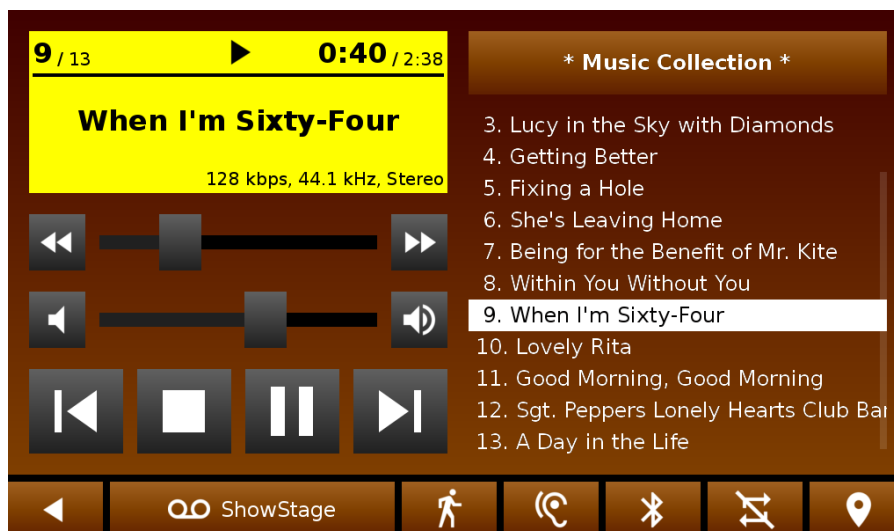 9 / 13 0:40 / 2:38
When I'm Sixty-Four
128 kbps, 44.1 kHz, Stereo
* Music Collection *
3. Lucy in the Sky with Diamonds
4. Getting Better
5. Fixing a Hole
6. She's Leaving Home
7. Being for the Benefit of Mr. Kite
8. Within You Without You
9. When I'm Sixty-Four
10. Lovely Rita
11. Good Morning, Good Morning
12. Sgt. Peppers Lonely Hearts Club Bar
13. A Day in the Life
ShowStage